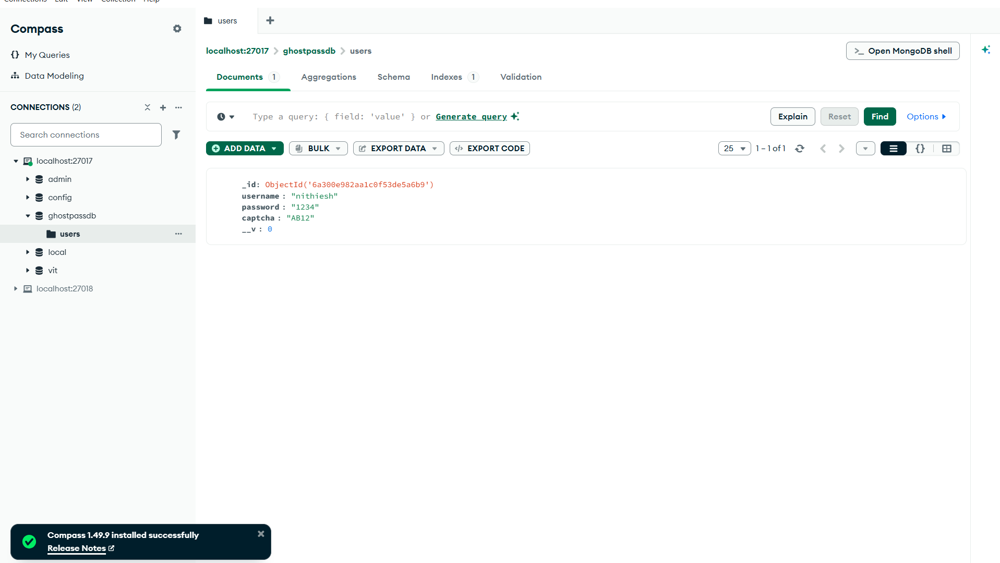 Connections Edit View Collection Help
Compass
users
My Queries
Data Modeling
CONNECTIONS (2)
Search connections
localhost:27017
admin
config
ghostpassdb
users
local
vit
localhost:27018
localhost:27017 ghostpassdb users
>_ Open MongoDB shell
Documents 1 Aggregations Schema Indexes 1 Validation
Type a query: { field: 'value' } or Generate query
Explain Reset Find Options
ADD DATA BULK EXPORT DATA EXPORT CODE
25 1 – 1 of 1
_id: ObjectId('6a300e982aa1c0f53de5a6b9')
username : "nithiesh"
password : "1234"
captcha : "AB12"
__v : 0
Compass 1.49.9 installed successfully
Release Notes